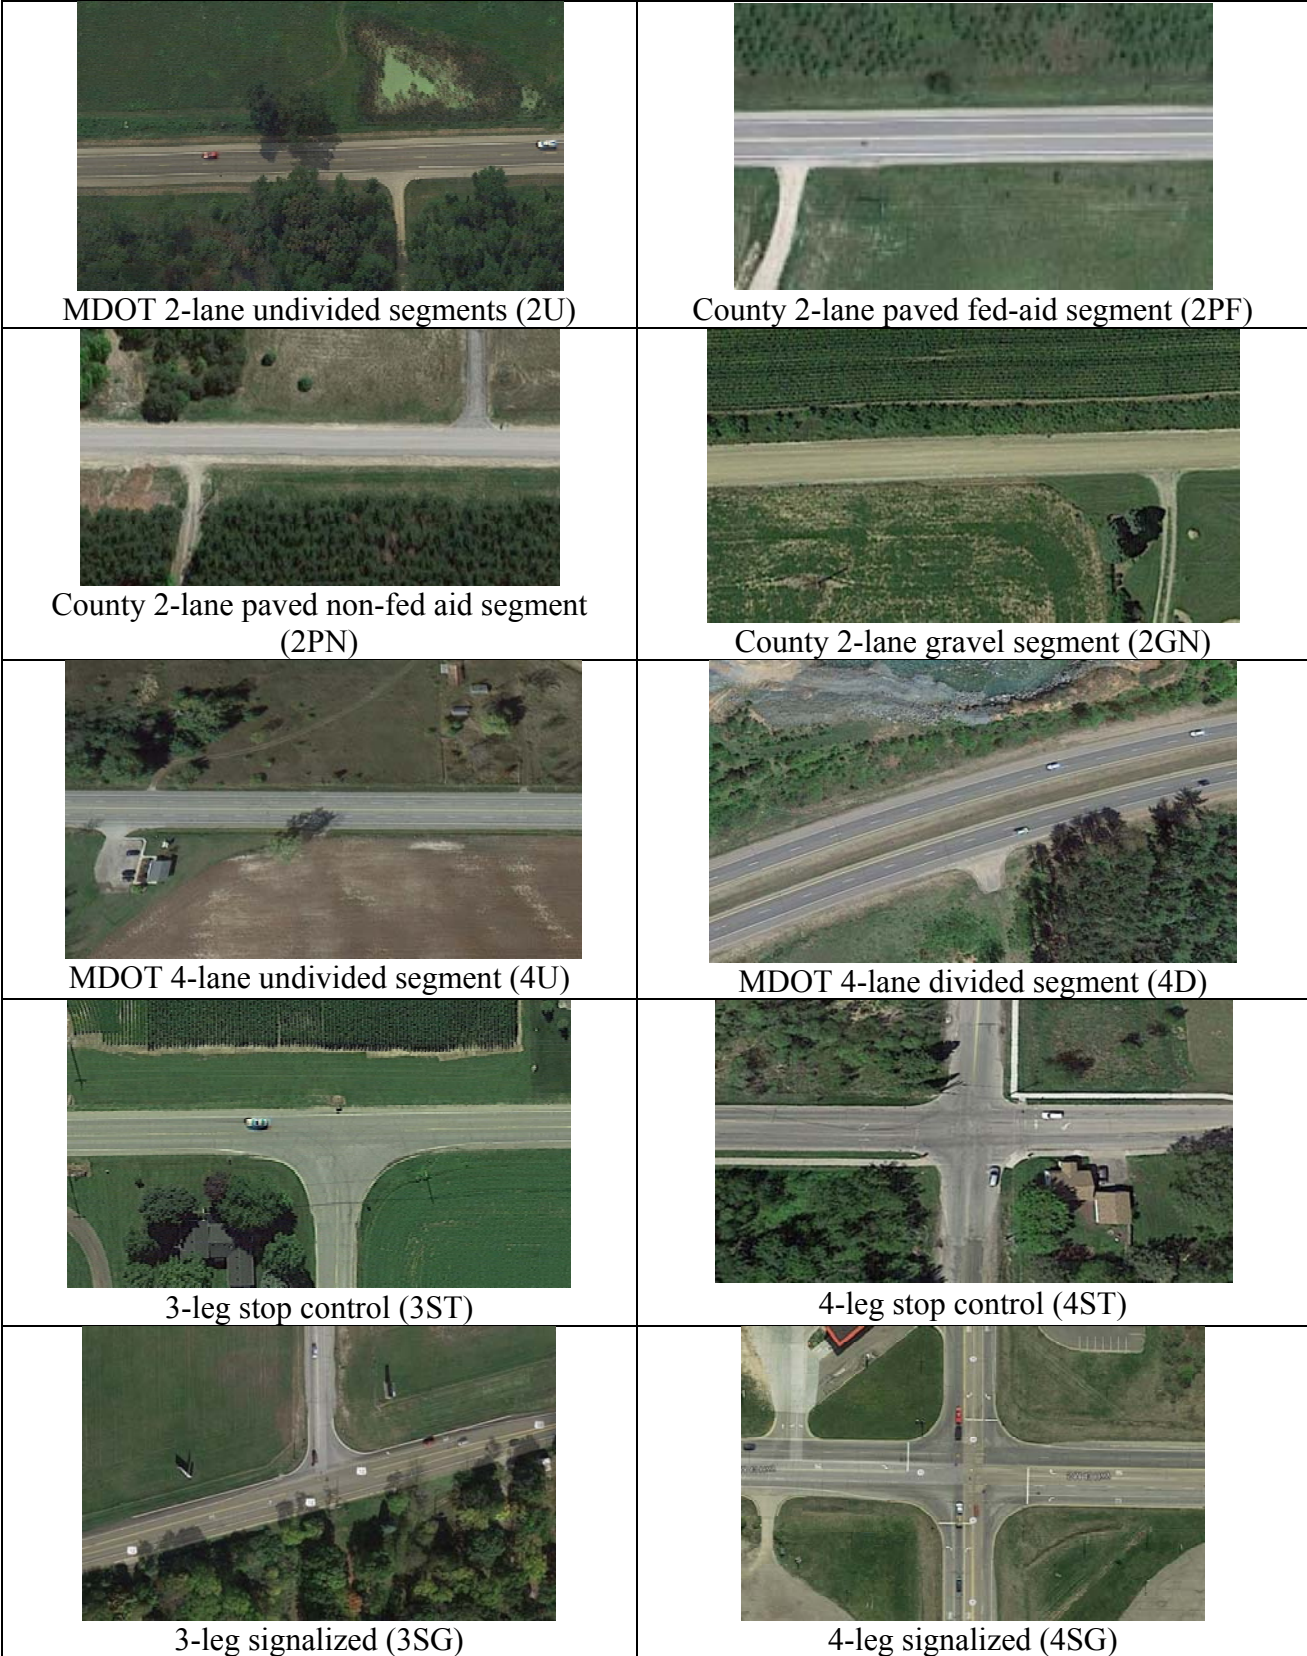 MDOT 2-lane undivided segments (2U)
County 2-lane paved fed-aid segment (2PF)
County 2-lane paved non-fed aid segment
(2PN)
County 2-lane gravel segment (2GN)
MDOT 4-lane undivided segment (4U)
MDOT 4-lane divided segment (4D)
3-leg stop control (3ST)
4-leg stop control (4ST)
3-leg signalized (3SG)
4-leg signalized (4SG)